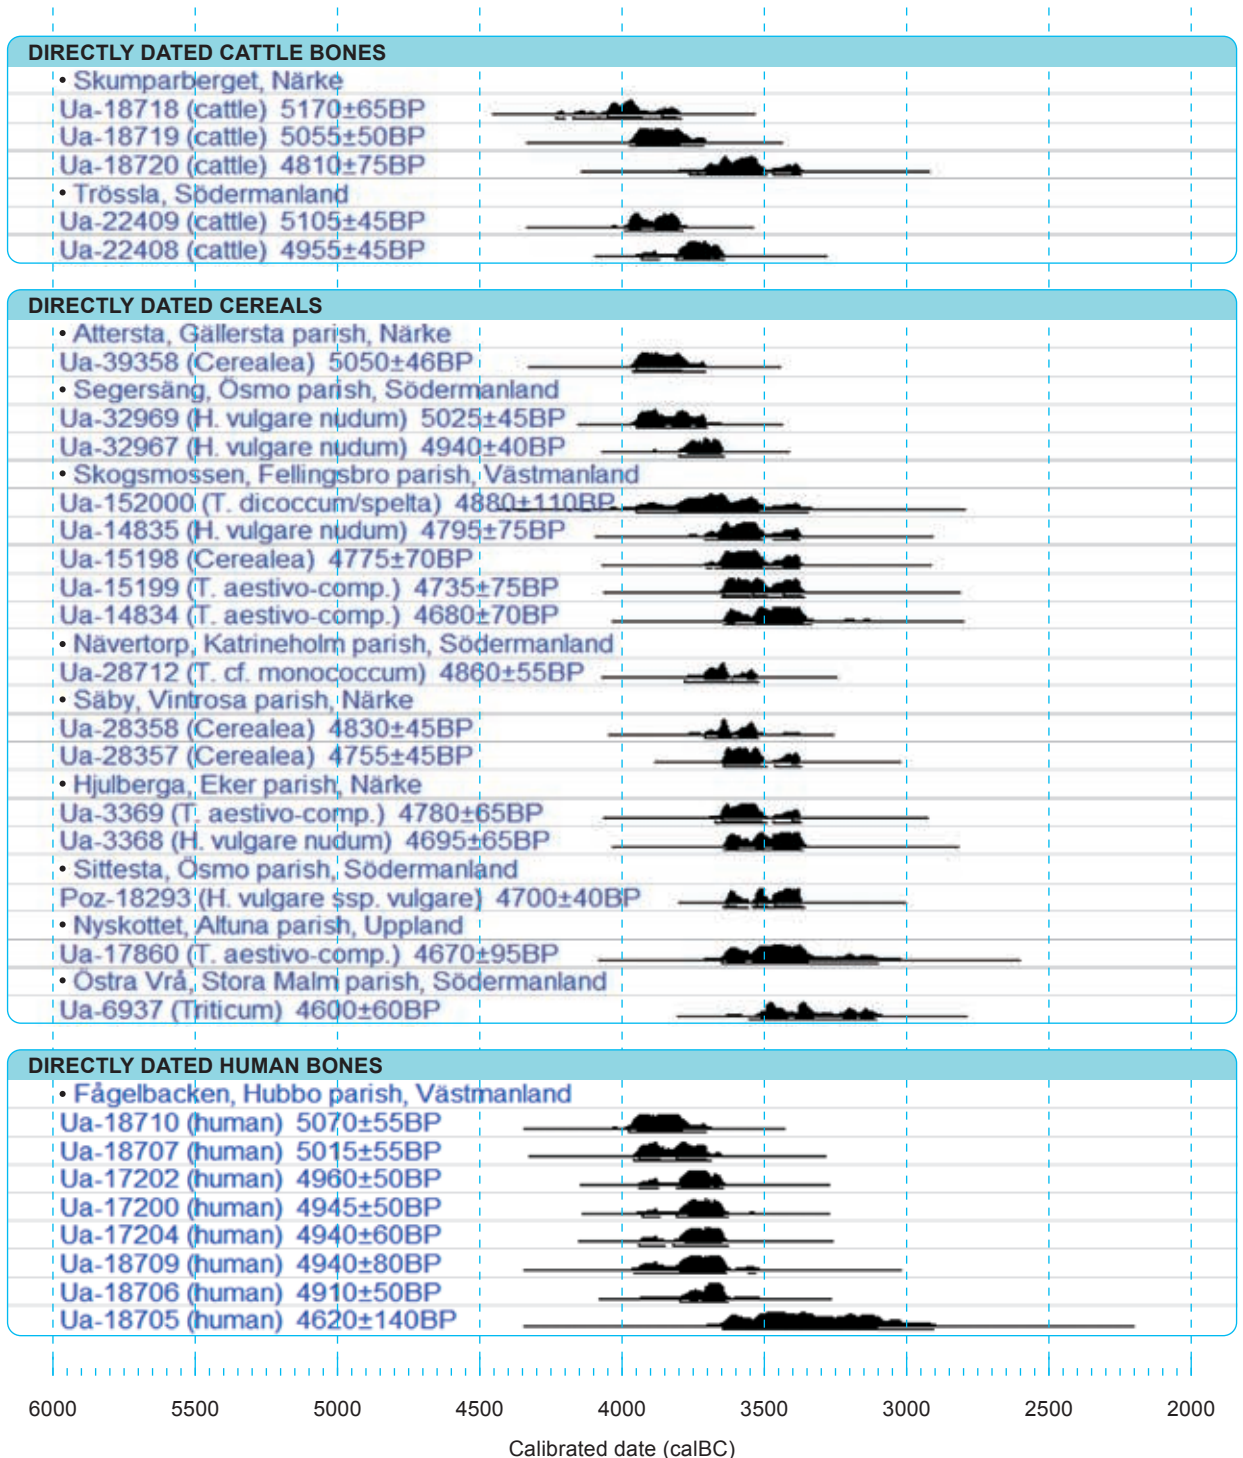 DIRECTLY DATED CATTLE BONES
• Skumparberget, Närke
Ua-18718 (cattle) 5170±65BP
Ua-18719 (cattle) 5055±50BP
Ua-18720 (cattle) 4810±75BP
• Trössla, Södermanland
Ua-22409 (cattle) 5105±45BP
Ua-22408 (cattle) 4955±45BP
DIRECTLY DATED CEREALS
• Attersta, Gällersta parish, Närke
Ua-39358 (Cerealea) 5050±46BP
• Segersäng, Ösmo parish, Södermanland
Ua-32969 (H. vulgare nudum) 5025±45BP
Ua-32967 (H. vulgare nudum) 4940±40BP
• Skogsmossen, Fellingsbro parish, Västmanland
Ua-152000 (T. dicoccum/spelta) 4880±110BP
Ua-14835 (H. vulgare nudum) 4795±75BP
Ua-15198 (Cerealea) 4775±70BP
Ua-15199 (T. aestivo-comp.) 4735±75BP
Ua-14834 (T. aestivo-comp.) 4680±70BP
• Nävertorp, Katrineholm parish, Södermanland
Ua-28712 (T. cf. monococcum) 4860±55BP
• Säby, Vintrosa parish, Närke
Ua-28358 (Cerealea) 4830±45BP
Ua-28357 (Cerealea) 4755±45BP
• Hjulberga, Eker parish, Närke
Ua-3369 (T. aestivo-comp.) 4780±65BP
Ua-3368 (H. vulgare nudum) 4695±65BP
• Sittesta, Ösmo parish, Södermanland
Poz-18293 (H. vulgare ssp. vulgare) 4700±40BP
• Nyskottet, Altuna parish, Uppland
Ua-17860 (T. aestivo-comp.) 4670±95BP
• Östra Vrå, Stora Malm parish, Södermanland
Ua-6937 (Triticum) 4600±60BP
DIRECTLY DATED HUMAN BONES
• Fågelbacken, Hubbo parish, Västmanland
Ua-18710 (human) 5070±55BP
Ua-18707 (human) 5015±55BP
Ua-17202 (human) 4960±50BP
Ua-17200 (human) 4945±50BP
Ua-17204 (human) 4940±60BP
Ua-18709 (human) 4940±80BP
Ua-18706 (human) 4910±50BP
Ua-18705 (human) 4620±140BP
6000 5500 5000 4500 4000 3500 3000 2500 2000
Calibrated date (calBC)